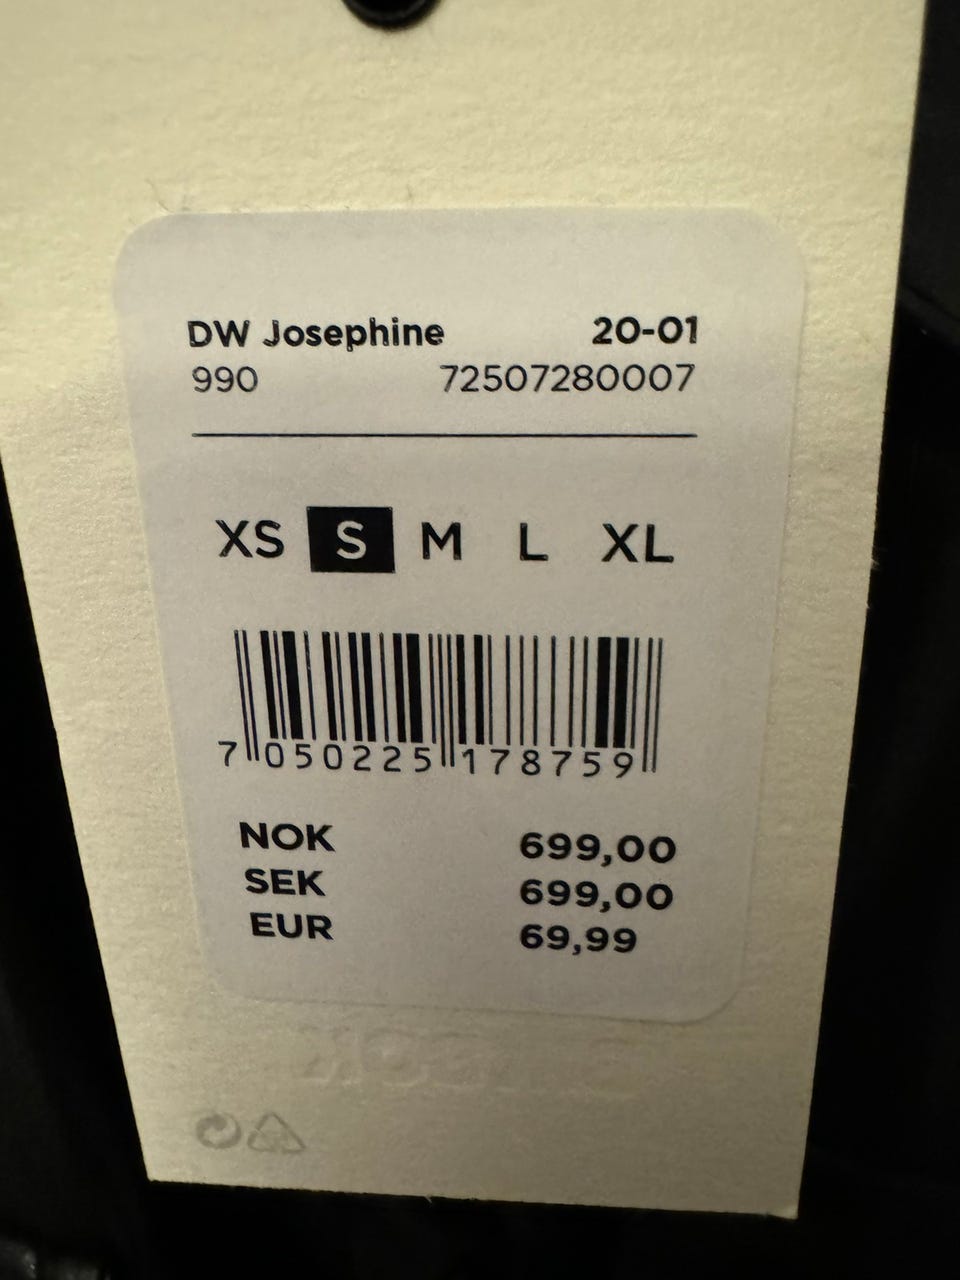 DW Josephine 20-01
990 72507280007
XS S M L XL
7 050225 178759
NOK 699,00
SEK 699,00
EUR 69,99